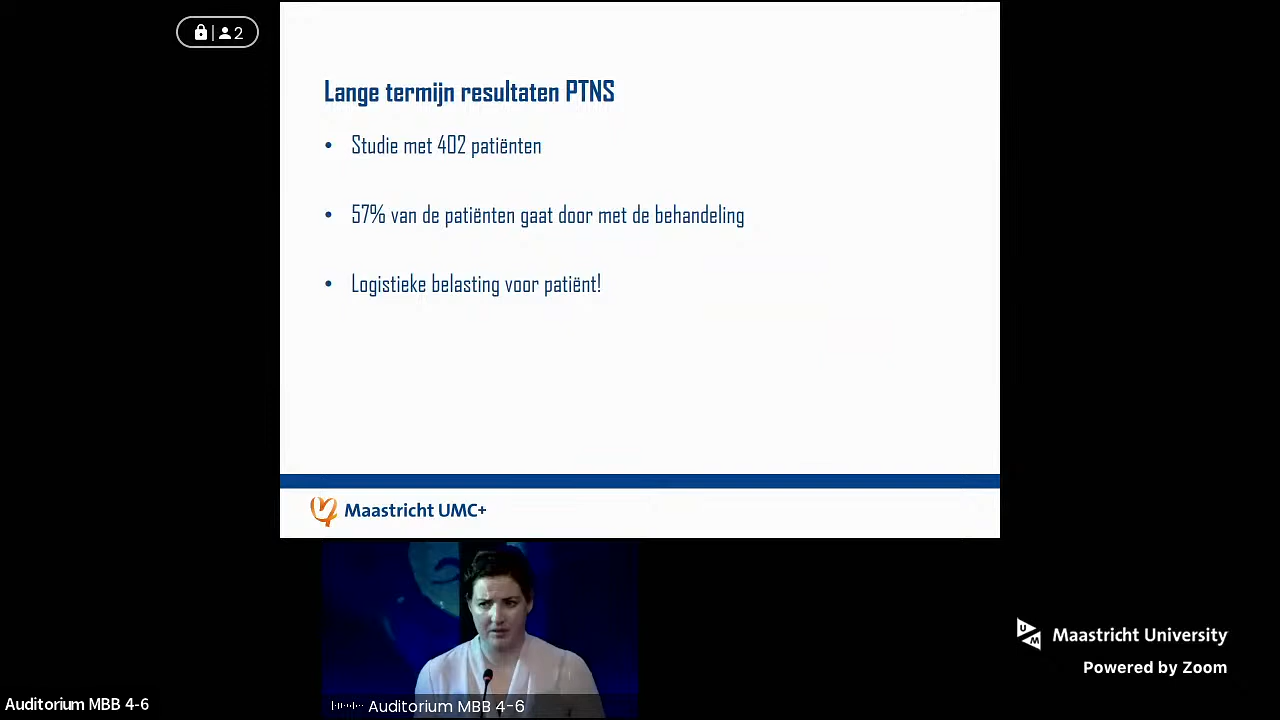 2
Lange termijn resultaten PTNS
• Studie met 402 patiënten
• 57% van de patiënten gaat door met de behandeling
• Logistieke belasting voor patiënt!
Maastricht UMC+
UM
Maastricht University
Powered by Zoom
Auditorium MBB 4-6
Auditorium MBB 4-6